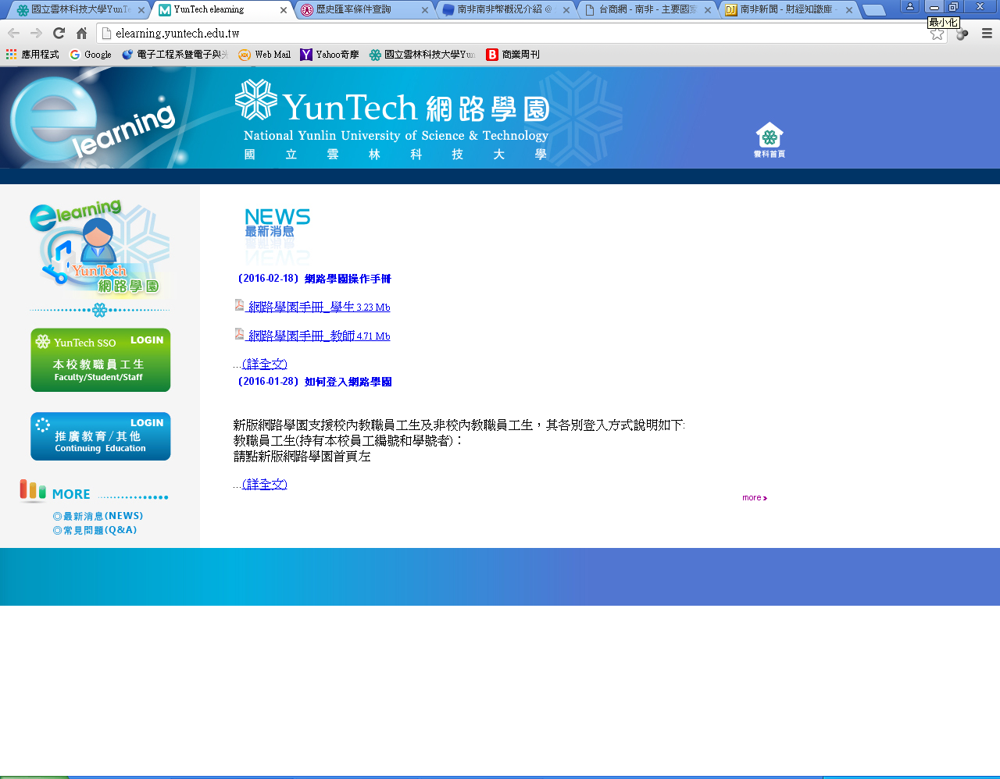 國立雲林科技大學YunT
YunTech elearning
歷史匯率條件查詢
南非南非幣概況介紹 @
台商網 - 南非 - 主要國家
南非新聞 - 財經知識庫 -
elearning.yuntech.edu.tw
最小化
應用程式
Google
電子工程系暨電子與光
Web Mail
Yahoo奇摩
國立雲林科技大學Yun
商業周刊
e learning
YunTech 網路學園
National Yunlin University of Science & Technology
國立雲林科技大學
雲科首頁
elearning
YunTech
網路學園
NEWS
最新消息
〔2016-02-18〕網路學園操作手冊
網路學園手冊_學生 3.23 Mb
網路學園手冊_教師 4.71 Mb
...(詳全文)
〔2016-01-28〕如何登入網路學園
新版網路學園支援校內教職員工生及非校內教職員工生，其各別登入方式說明如下:
教職員工生(持有本校員工編號和學號者)：
請點新版網路學園首頁左
...(詳全文)
more
YunTech SSO LOGIN
本校教職員工生
Faculty/Student/Staff
LOGIN
推廣教育/其他
Continuing Education
MORE
◎最新消息(NEWS)
◎常見問題(Q&A)